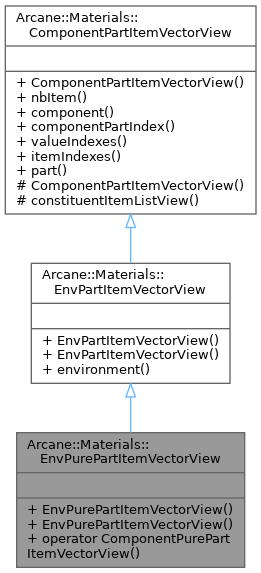 Arcane::Materials::
ComponentPartItemVectorView
+ ComponentPartItemVectorView()
+ nbItem()
+ component()
+ componentPartIndex()
+ valueIndexes()
+ itemIndexes()
+ part()
# ComponentPartItemVectorView()
# constituentItemListView()
Arcane::Materials::
EnvPartItemVectorView
+ EnvPartItemVectorView()
+ EnvPartItemVectorView()
+ environment()
Arcane::Materials::
EnvPurePartItemVectorView
+ EnvPurePartItemVectorView()
+ EnvPurePartItemVectorView()
+ operator ComponentPurePart
ItemVectorView()